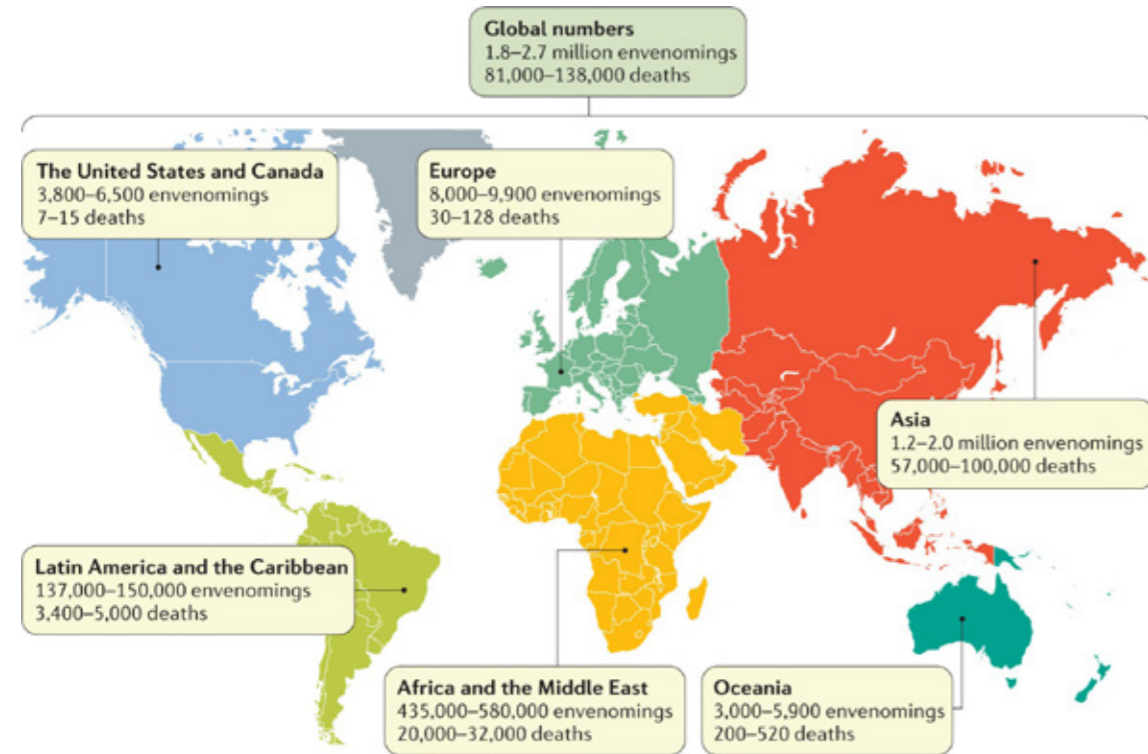 Global numbers
1.8–2.7 million envenomings
81,000–138,000 deaths
The United States and Canada
3,800–6,500 envenomings
7–15 deaths
Europe
8,000–9,900 envenomings
30–128 deaths
Asia
1.2–2.0 million envenomings
57,000–100,000 deaths
Latin America and the Caribbean
137,000–150,000 envenomings
3,400–5,000 deaths
Africa and the Middle East
435,000–580,000 envenomings
20,000–32,000 deaths
Oceania
3,000–5,900 envenomings
200–520 deaths